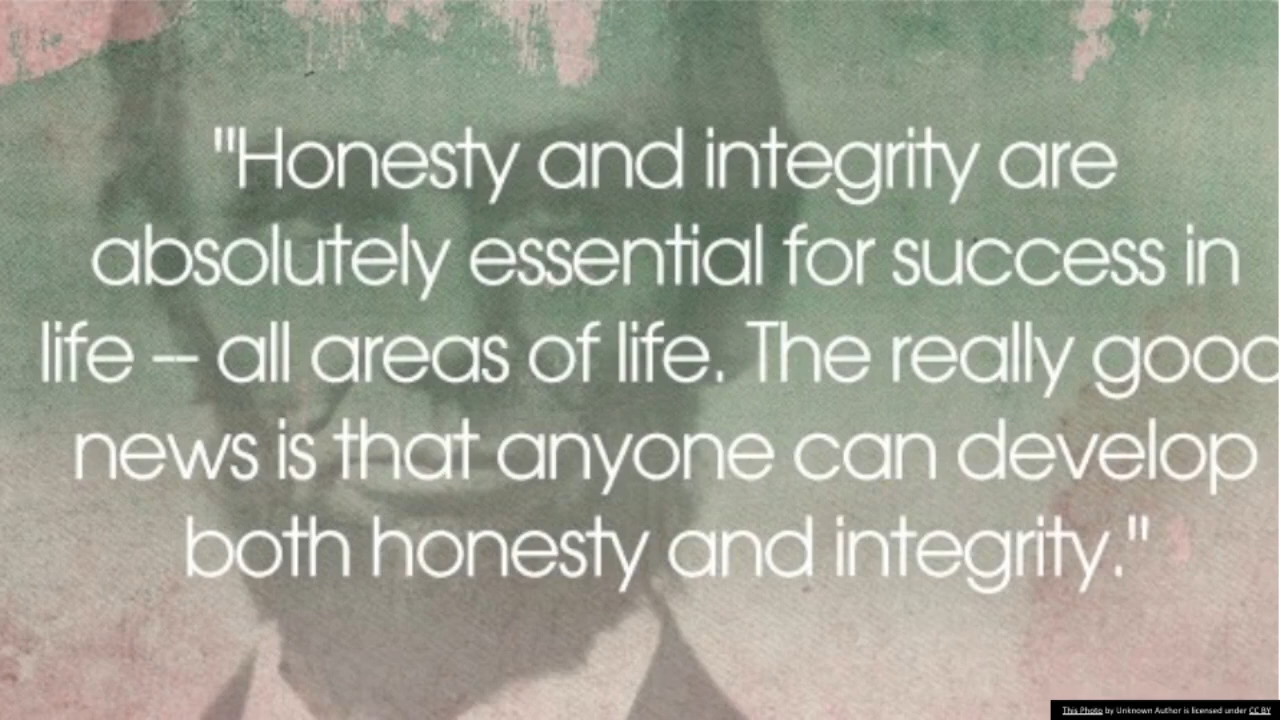 "Honesty and integrity are
absolutely essential for success in
life -- all areas of life. The really good
news is that anyone can develop
both honesty and integrity."
This Photo by Unknown Author is licensed under CC BY